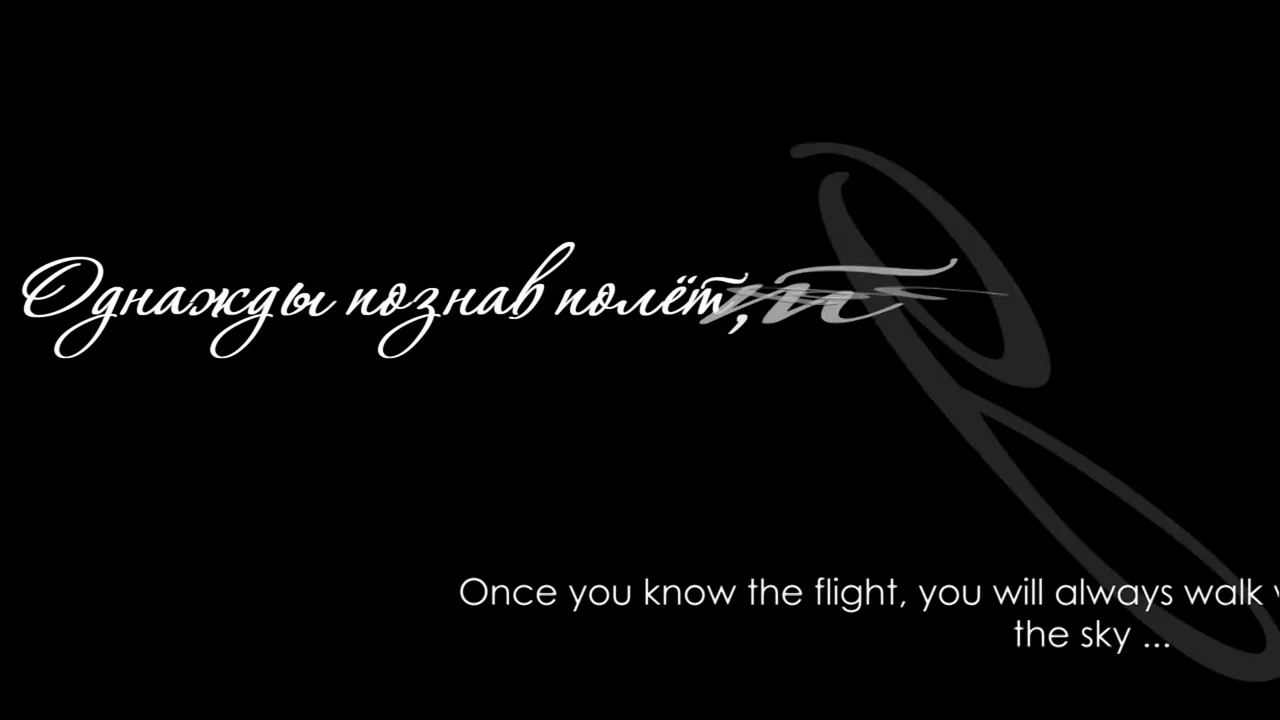 Однажды познав полёт,
Once you know the flight, you will always walk
the sky ...